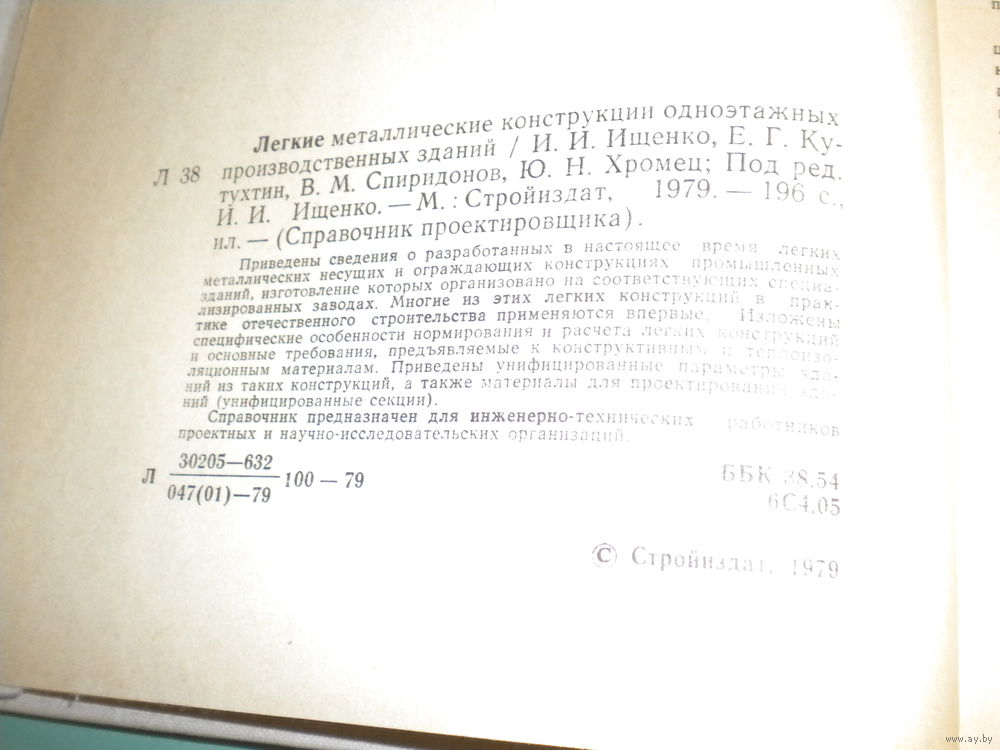 Легкие металлические конструкции одноэтажных
Л 38 производственных зданий / И. И. Ищенко, Е. Г. Ку-
тухтин, В. М. Спиридонов, Ю. Н. Хромец; Под ред.
И. И. Ищенко. — М. : Стройиздат, 1979. — 196 с.,
ил. — (Справочник проектировщика).
Приведены сведения о разработанных в настоящее время легких
металлических несущих и ограждающих конструкциях промышленных
зданий, изготовление которых организовано на соответствующих специа-
лизированных заводах. Многие из этих легких конструкций в прак-
тике отечественного строительства применяются впервые. Изложены
специфические особенности нормирования и расчета легких конструкций
и основные требования, предъявляемые к конструктивным и теплоизо-
ляционным материалам. Приведены унифицированные параметры зда-
ний из таких конструкций, а также материалы для проектирования зда-
ний (унифицированные секции).
Справочник предназначен для инженерно-технических работников
проектных и научно-исследовательских организаций.
Л 30205—632
047(01)—79 100 — 79
ББК 38.54
6С4.05
© Стройиздат, 1979
www.ay.by